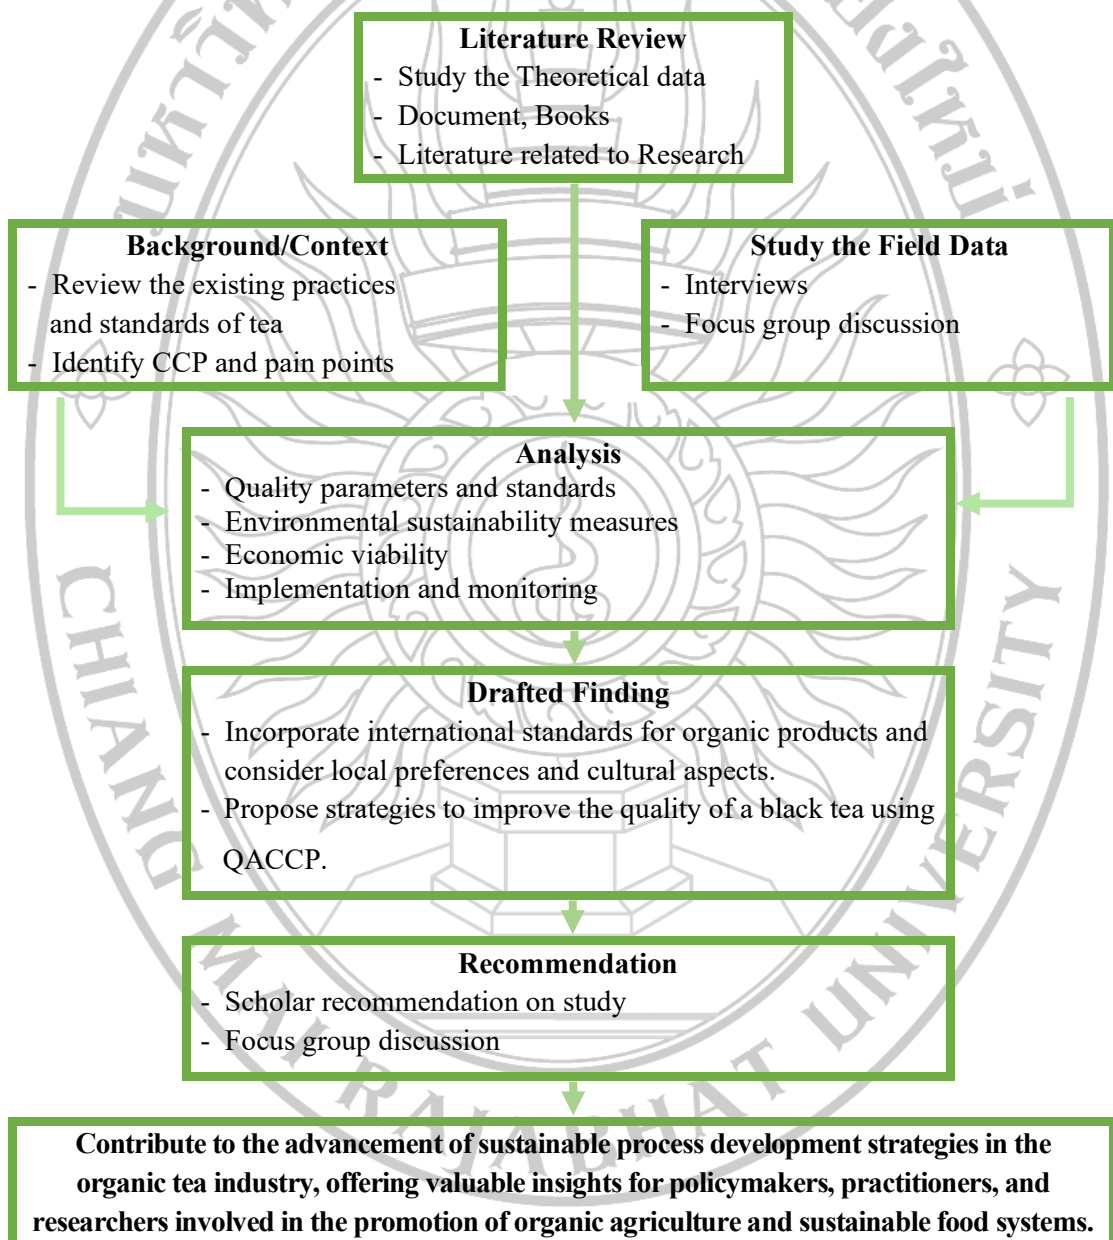 Literature Review
- Study the Theoretical data
- Document, Books
- Literature related to Research
Background/Context
- Review the existing practices
and standards of tea
- Identify CCP and pain points
Study the Field Data
- Interviews
- Focus group discussion
Analysis
- Quality parameters and standards
- Environmental sustainability measures
- Economic viability
- Implementation and monitoring
Drafted Finding
- Incorporate international standards for organic products and
consider local preferences and cultural aspects.
- Propose strategies to improve the quality of a black tea using
QACCP.
Recommendation
- Scholar recommendation on study
- Focus group discussion
Contribute to the advancement of sustainable process development strategies in the
organic tea industry, offering valuable insights for policymakers, practitioners, and
researchers involved in the promotion of organic agriculture and sustainable food systems.
CHIANG MAI RAJABHAT UNIVERSITY